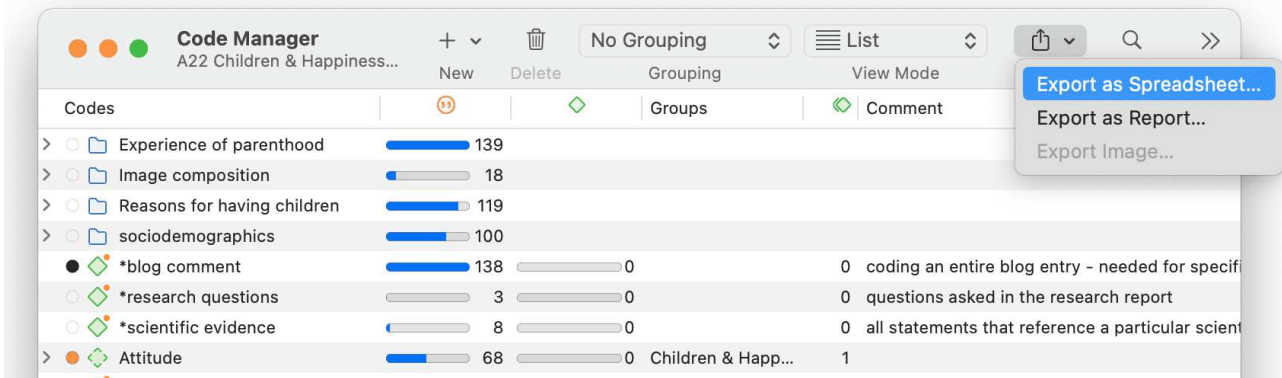 Code Manager
A22 Children & Happiness...
New
Delete
No Grouping
Grouping
List
View Mode
Export as Spreadsheet...
Export as Report...
Export Image...
Codes Groups Comment
Experience of parenthood 139
Image composition 18
Reasons for having children 119
sociodemographics 100
*blog comment 138 0 0 coding an entire blog entry - needed for specifi
*research questions 3 0 0 questions asked in the research report
*scientific evidence 8 0 0 all statements that reference a particular scient
Attitude 68 0 Children & Happ... 1